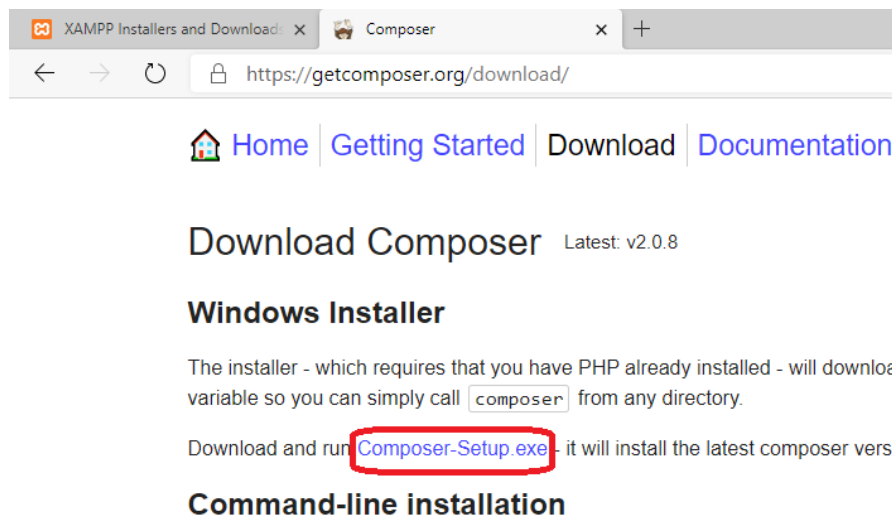 XAMPP Installers and Downloads
Composer
https://getcomposer.org/download/
Home Getting Started Download Documentation
Download Composer Latest: v2.0.8
Windows Installer
The installer - which requires that you have PHP already installed - will downloa
variable so you can simply call composer from any directory.
Download and run Composer-Setup.exe - it will install the latest composer vers
Command-line installation